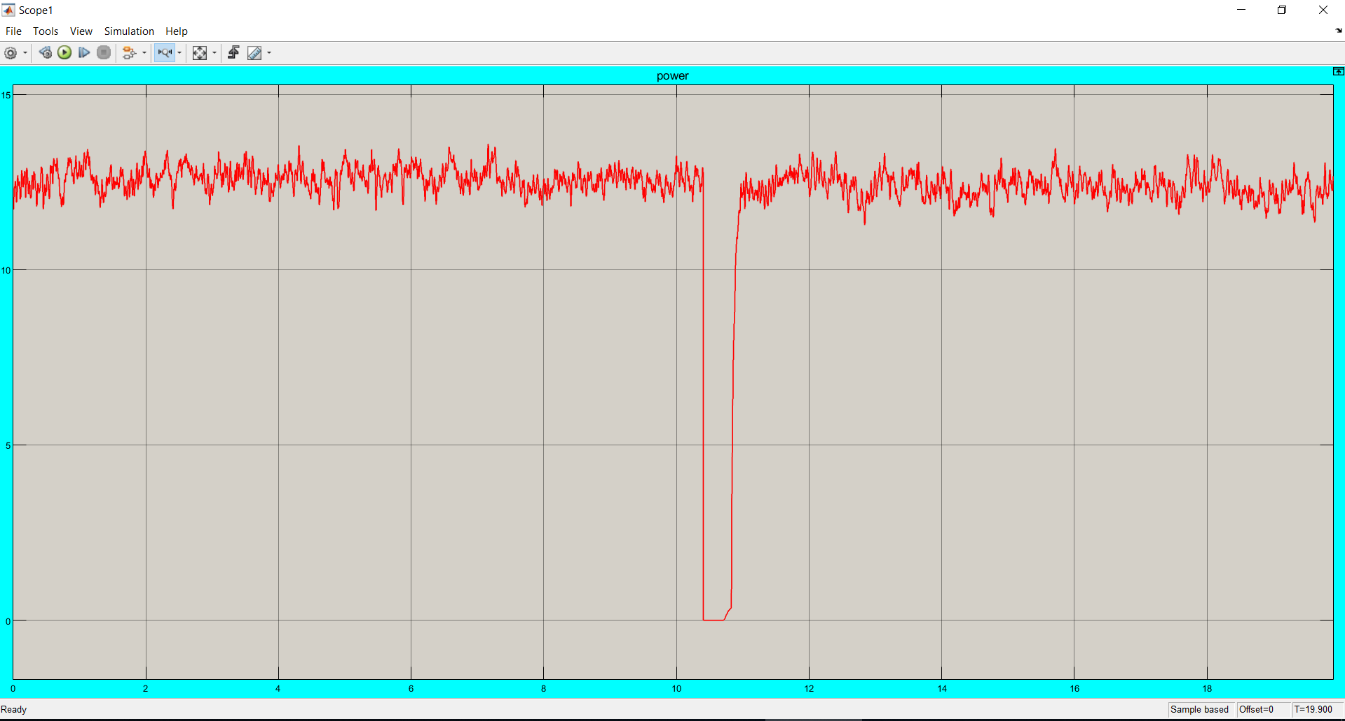 Scope1
File Tools View Simulation Help
power
15
10
5
0
0 2 4 6 8 10 12 14 16 18
Ready Sample based Offset=0 T=19.900